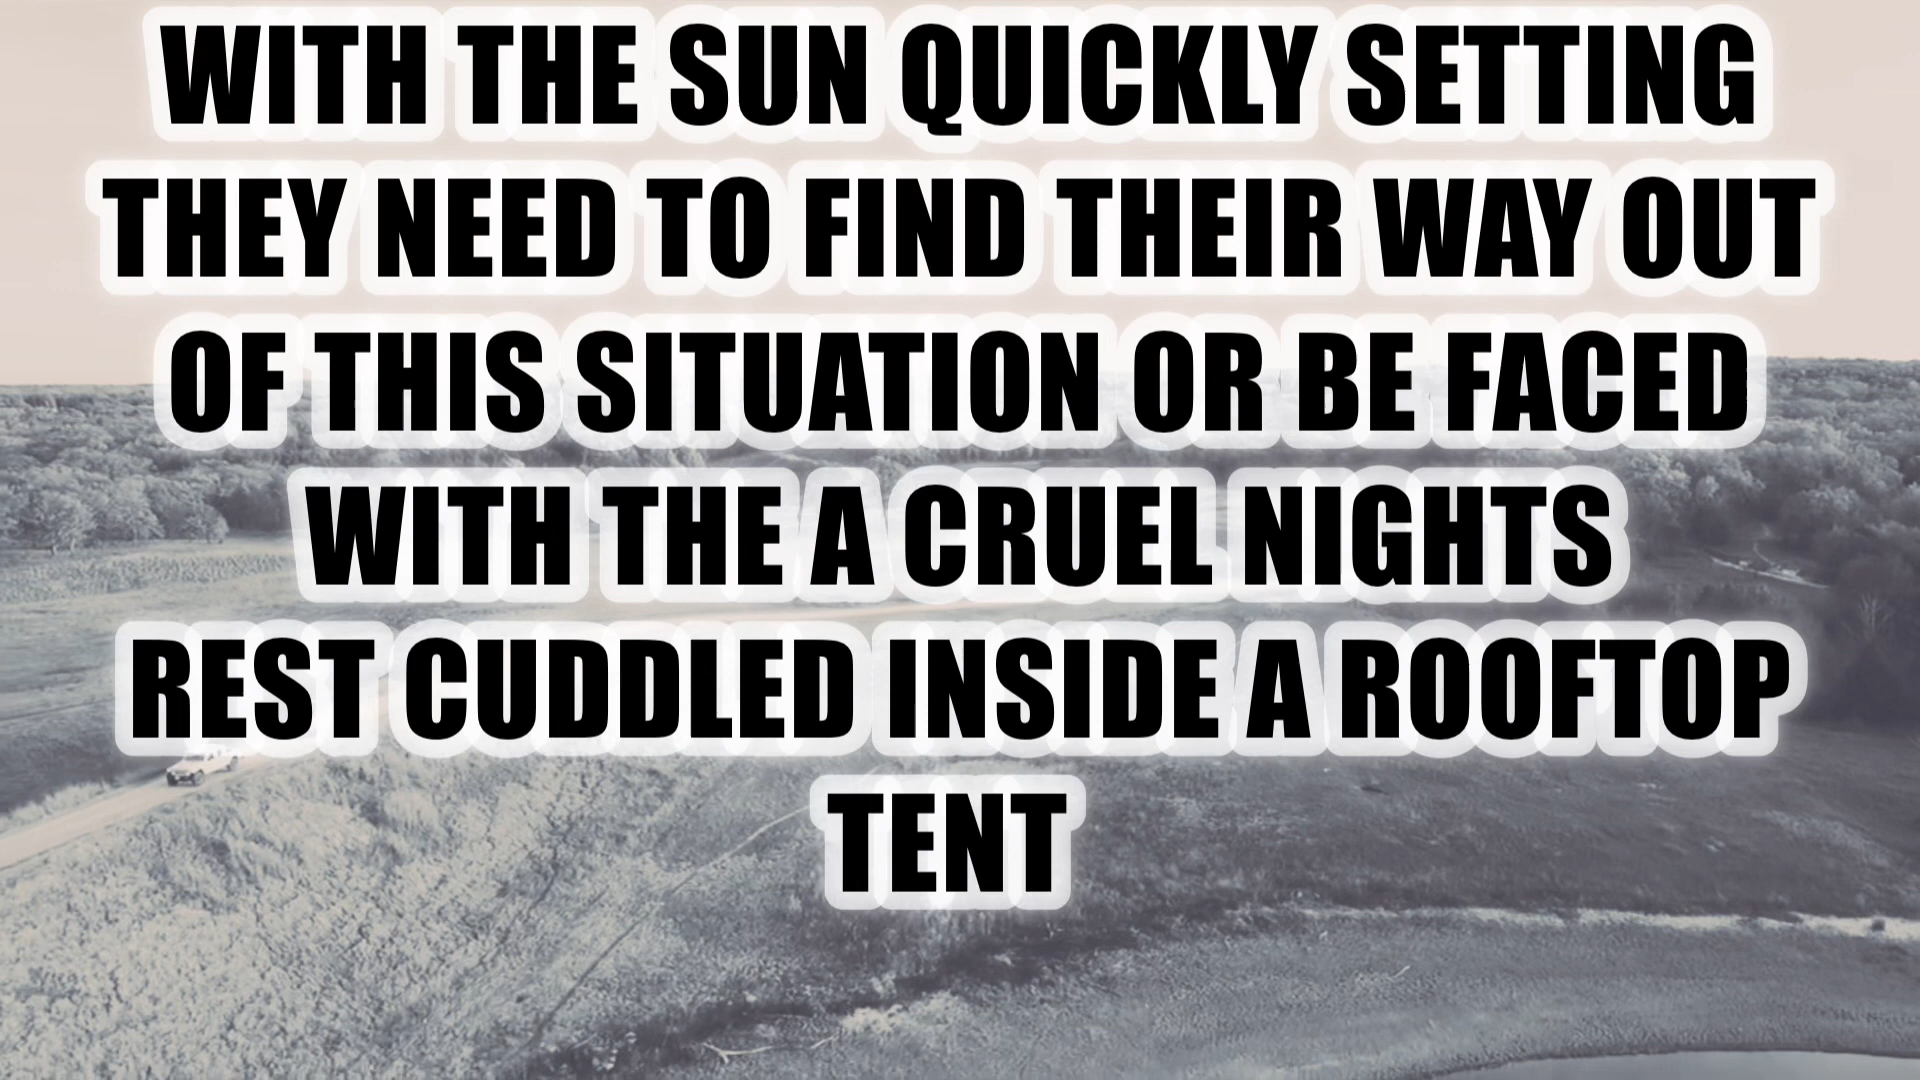 WITH THE SUN QUICKLY SETTING
THEY NEED TO FIND THEIR WAY OUT
OF THIS SITUATION OR BE FACED
WITH THE A CRUEL NIGHTS
REST CUDDLED INSIDE A ROOFTOP
TENT